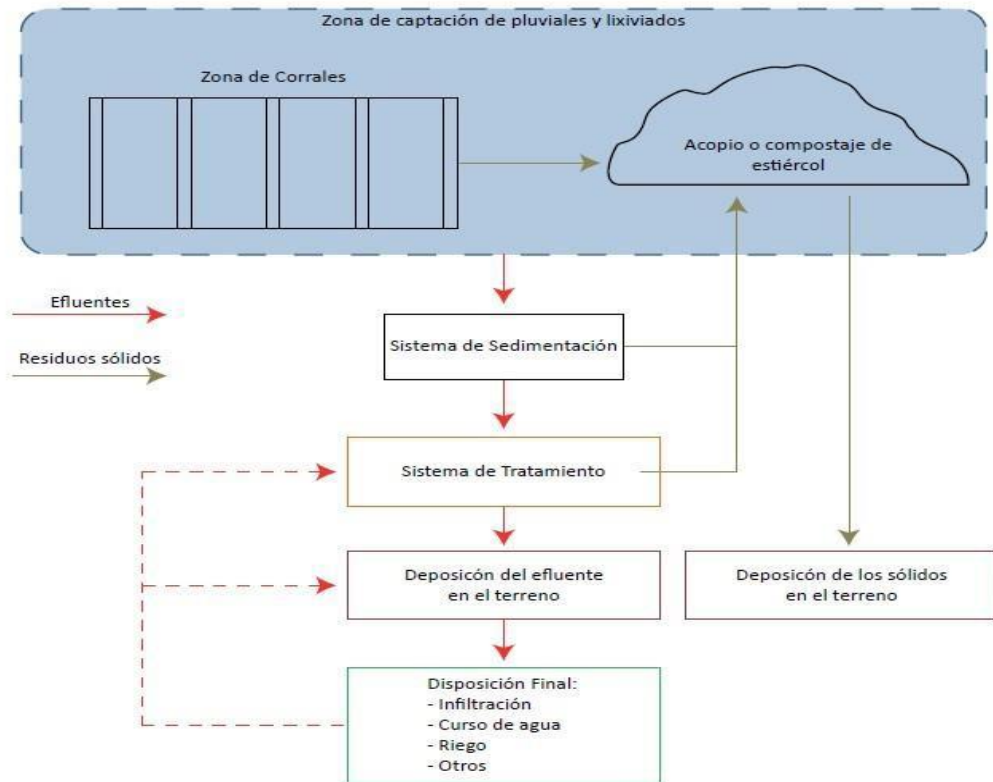 Zona de captación de pluviales y lixiviados
Zona de Corrales
Acopio o compostaje de
estiércol
Efluentes
Residuos sólidos
Sistema de Sedimentación
Sistema de Tratamiento
Deposicón del efluente
en el terreno
Deposicón de los sólidos
en el terreno
Disposición Final:
- Infiltración
- Curso de agua
- Riego
- Otros